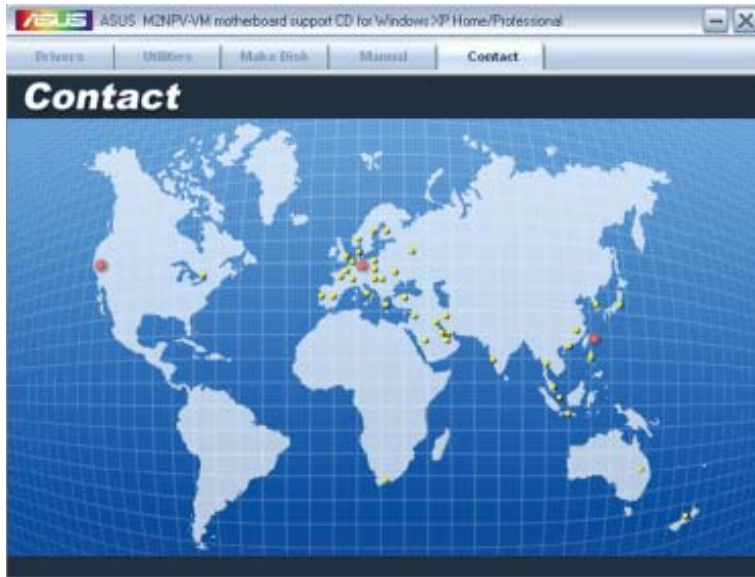 ASUS ASUS M2NPV-VM motherboard support CD for Windows XP Home/Professional
Drivers Utilities Make Disk Manual Contact
Contact